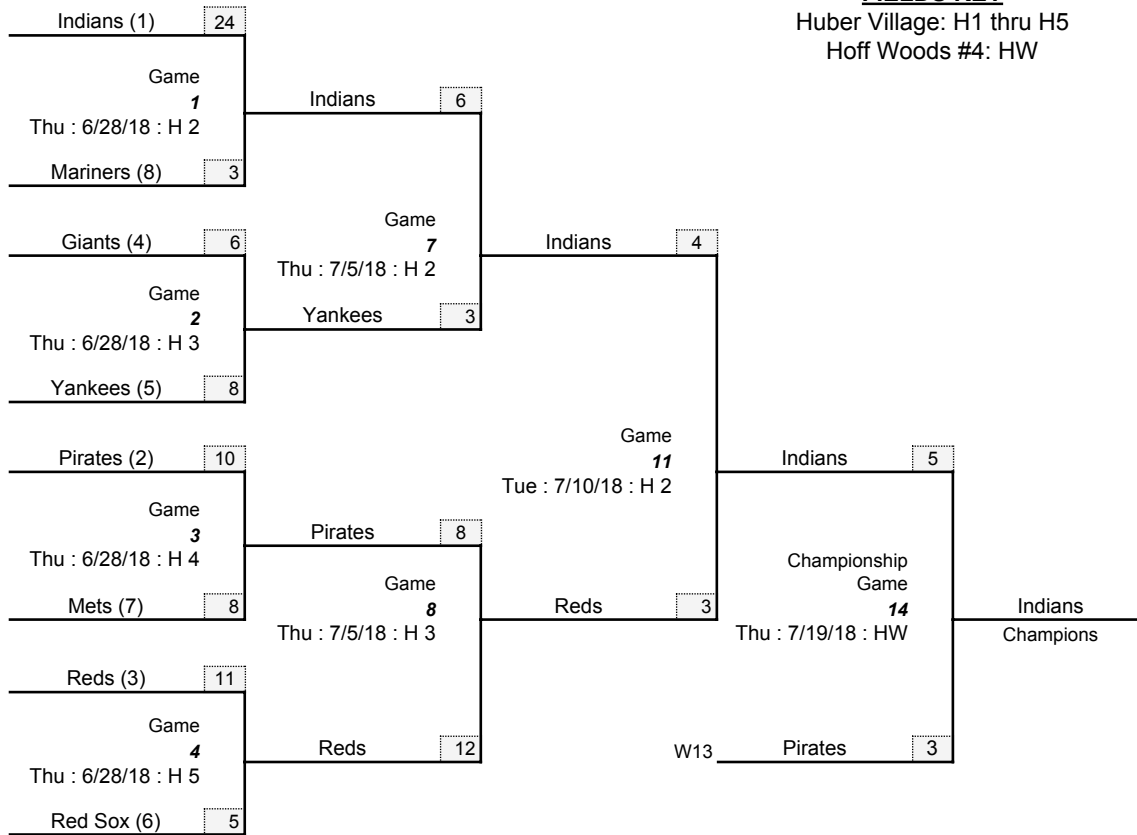 FIELDS KEY
Huber Village: H1 thru H5
Hoff Woods #4: HW
Indians (1) 24
Game
1
Thu : 6/28/18 : H 2
Mariners (8) 3
Indians 6
Giants (4) 6
Game
2
Thu : 6/28/18 : H 3
Yankees (5) 8
Game
7
Thu : 7/5/18 : H 2
Yankees 3
Indians 4
Pirates (2) 10
Game
3
Thu : 6/28/18 : H 4
Mets (7) 8
Pirates 8
Game
8
Thu : 7/5/18 : H 3
Reds (3) 11
Game
4
Thu : 6/28/18 : H 5
Red Sox (6) 5
Reds 12
Game
11
Tue : 7/10/18 : H 2
Reds 3
Indians 5
Championship
Game
14
Thu : 7/19/18 : HW
W13 Pirates 3
Indians
Champions